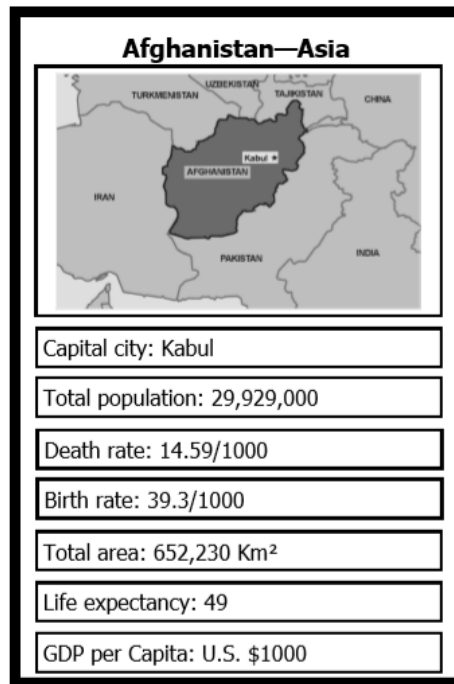 Afghanistan—Asia
UZBEKISTAN
TAJIKISTAN
TURKMENISTAN
CHINA
Kabul
AFGHANISTAN
IRAN
PAKISTAN
INDIA
Capital city: Kabul
Total population: 29,929,000
Death rate: 14.59/1000
Birth rate: 39.3/1000
Total area: 652,230 Km²
Life expectancy: 49
GDP per Capita: U.S. $1000